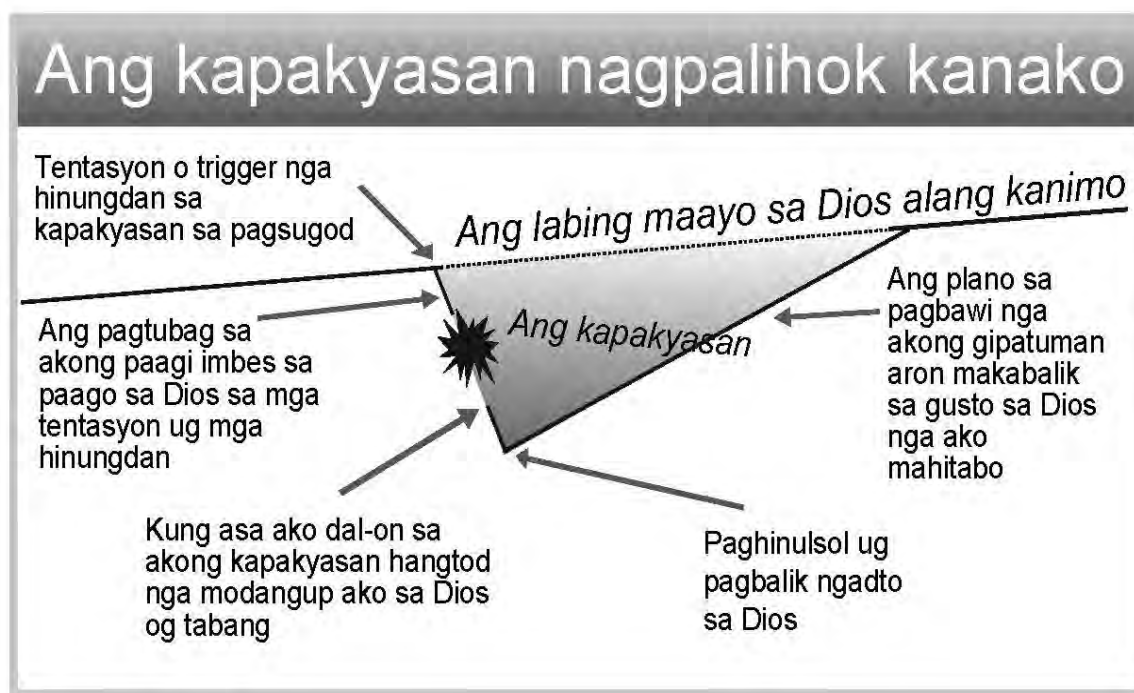 Ang kapakyasan nagpalihok kanako
Tentasyon o trigger nga
hinungdan sa
kapakyasan sa pagsugod
Ang labing maayo sa Dios alang kanimo
Ang pagtubag sa
akong paagi imbes sa
paago sa Dios sa mga
tentasyon ug mga
hinungdan
Ang kapakyasan
Ang plano sa
pagbawi nga
akong gipatuman
aron makabalik
sa gusto sa Dios
nga ako
mahitabo
Kung asa ako dal-on sa
akong kapakyasan hangtod
nga modangup ako sa Dios
og tabang
Paghinulsol ug
pagbalik ngadto
sa Dios